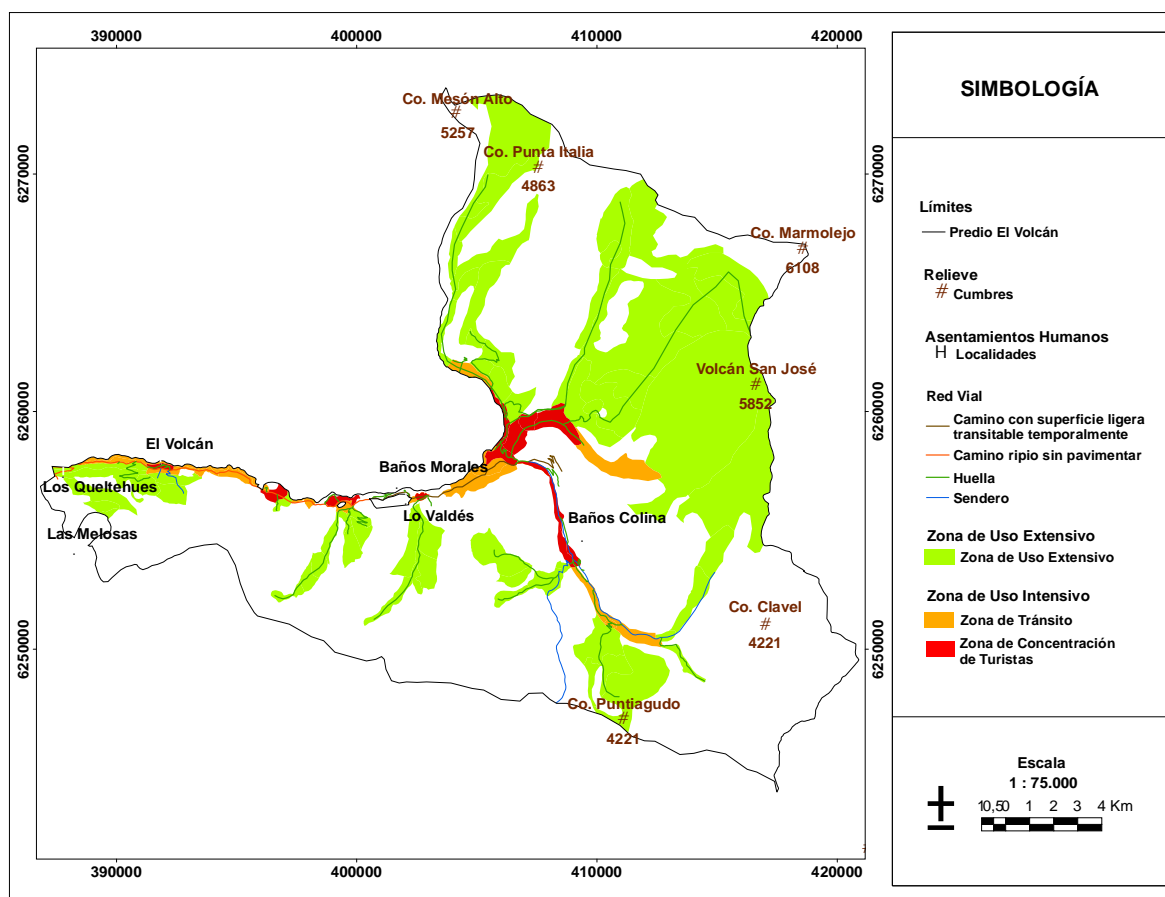 390000 400000 410000 420000
6270000
6260000
6250000
6270000
6260000
6250000
Co. Mesón Alto
#
5257
Co. Punta Italia
#
4863
Co. Marmolejo
#
6108
Volcán San José
#
5852
El Volcán
Baños Morales
Los Queltehues
Lo Valdés
Baños Colina
Las Melosas
Co. Clavel
#
4221
Co. Puntiagudo
#
4221
390000 400000 410000 420000
SIMBOLOGÍA
Límites
Predio El Volcán
Relieve
# Cumbres
Asentamientos Humanos
H Localidades
Red Vial
Camino con superficie ligera
transitable temporalmente
Camino ripio sin pavimentar
Huella
Sendero
Zona de Uso Extensivo
Zona de Uso Extensivo
Zona de Uso Intensivo
Zona de Tránsito
Zona de Concentración
de Turistas
Escala
1 : 75.000
±
10,50 1 2 3 4 Km